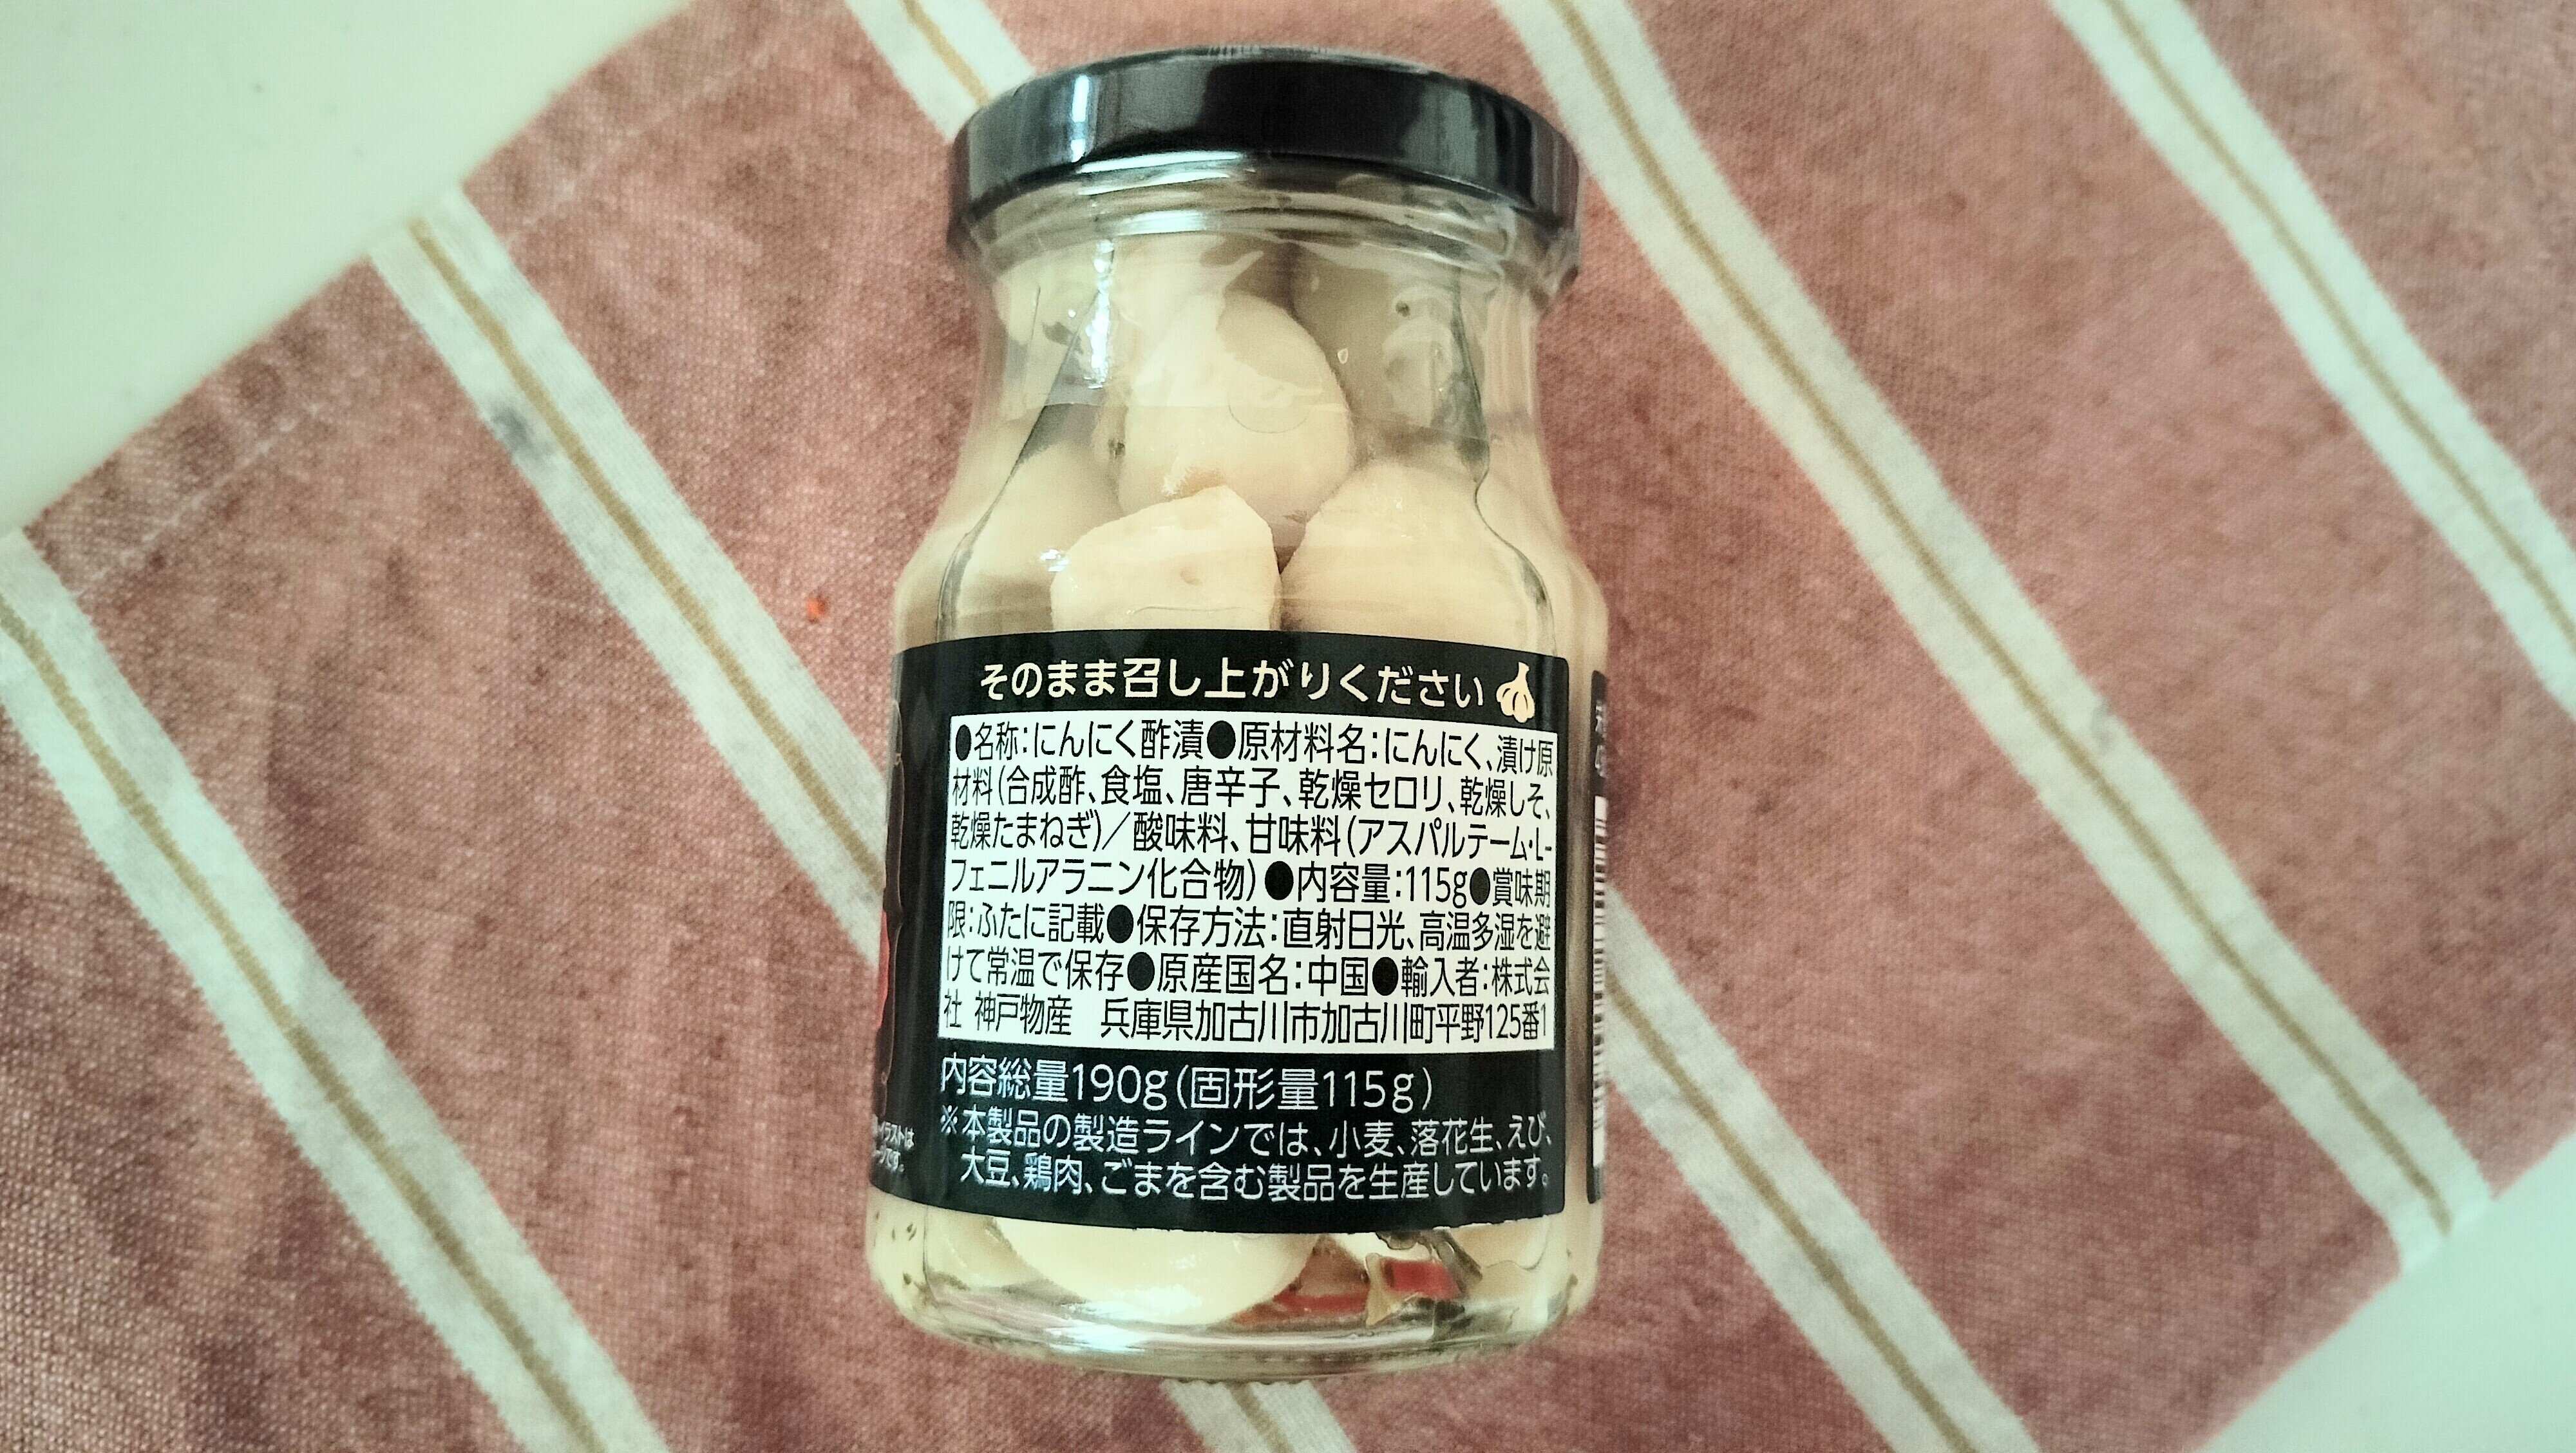 そのまま召し上がりください
●名称:にんにく酢漬●原材料名:にんにく、漬け原
材料(合成酢、食塩、唐辛子、乾燥セロリ、乾燥しそ、
乾燥たまねぎ)/酸味料、甘味料(アスパルテーム・L-
フェニルアラニン化合物)●内容量:115g●賞味期
限:ふたに記載●保存方法:直射日光、高温多湿を避
けて常温で保存●原産国名:中国●輸入者:株式会
社 神戸物産 兵庫県加古川市加古川町平野125番1
内容総量190g(固形量115g)
※本製品の製造ラインでは、小麦、落花生、えび、
大豆、鶏肉、ごまを含む製品を生産しています。
イラストは
です。